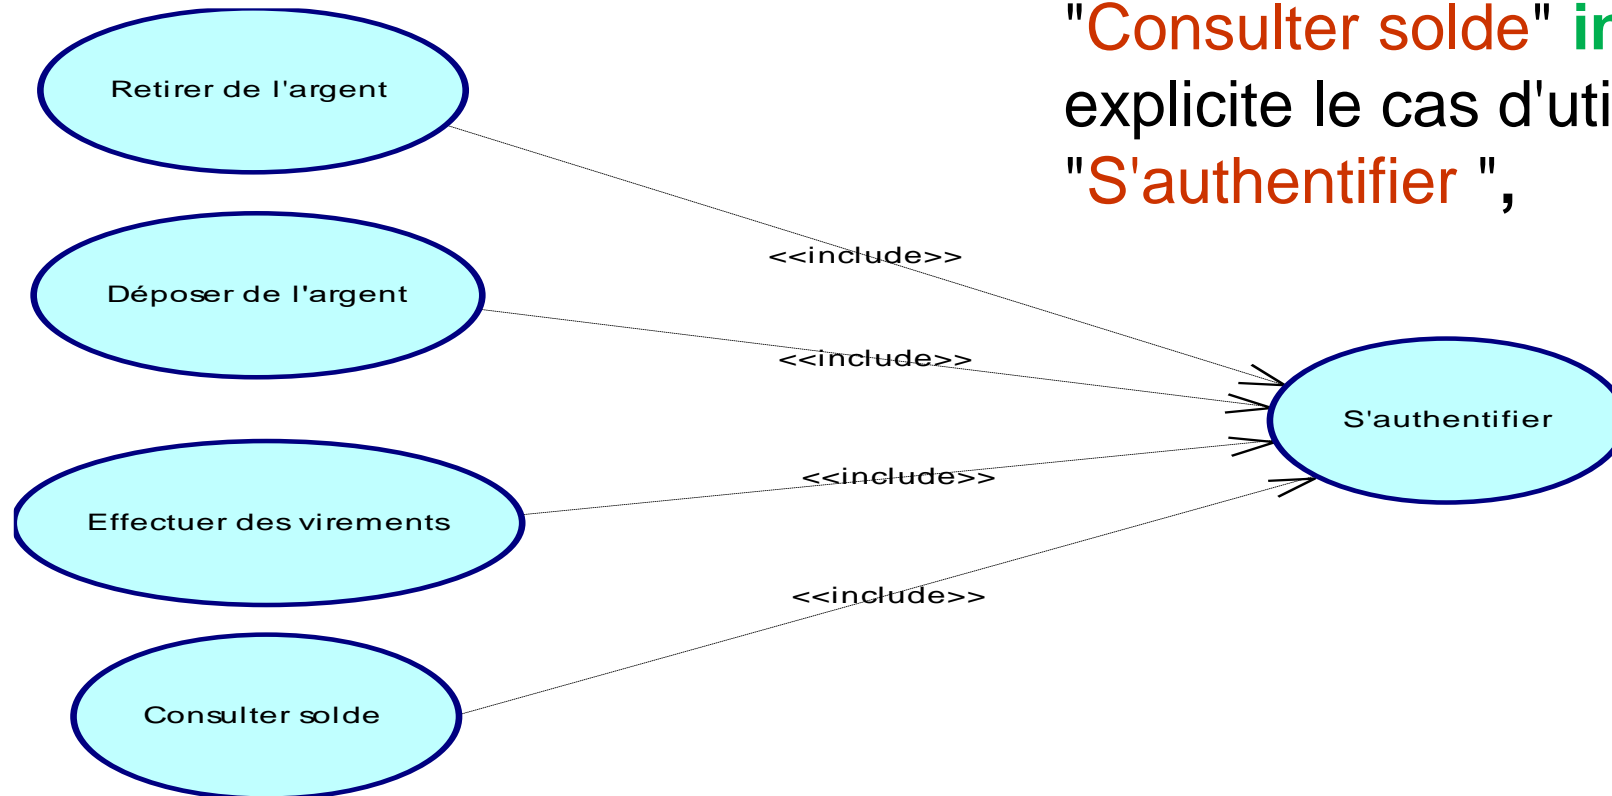 "Consulter solde"
explicite le cas d'uti
"S'authentifier ",
Retirer de l'argent
<<include>>
Déposer de l'argent
<<include>>
S'authentifier
<<include>>
Effectuer des virements
<<include>>
Consulter solde